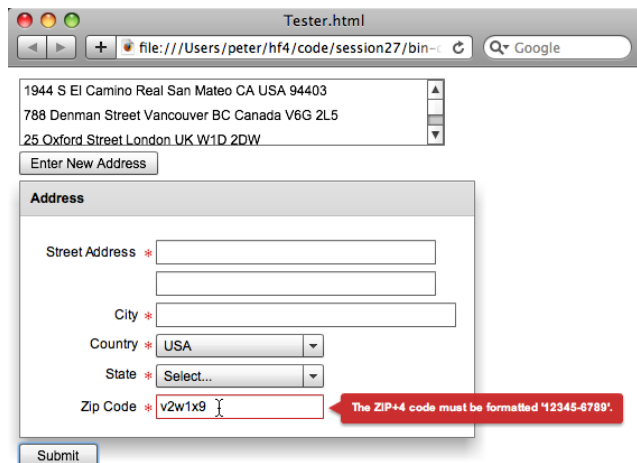 Tester.html
file:///Users/peter/hf4/code/session27/bin-
Google
1944 S El Camino Real San Mateo CA USA 94403
788 Denman Street Vancouver BC Canada V6G 2L5
25 Oxford Street London UK W1D 2DW
Enter New Address
Address
Street Address *
City *
Country * USA
State * Select...
Zip Code * v2w1x9 The ZIP+4 code must be formatted '12345-6789'.
Submit